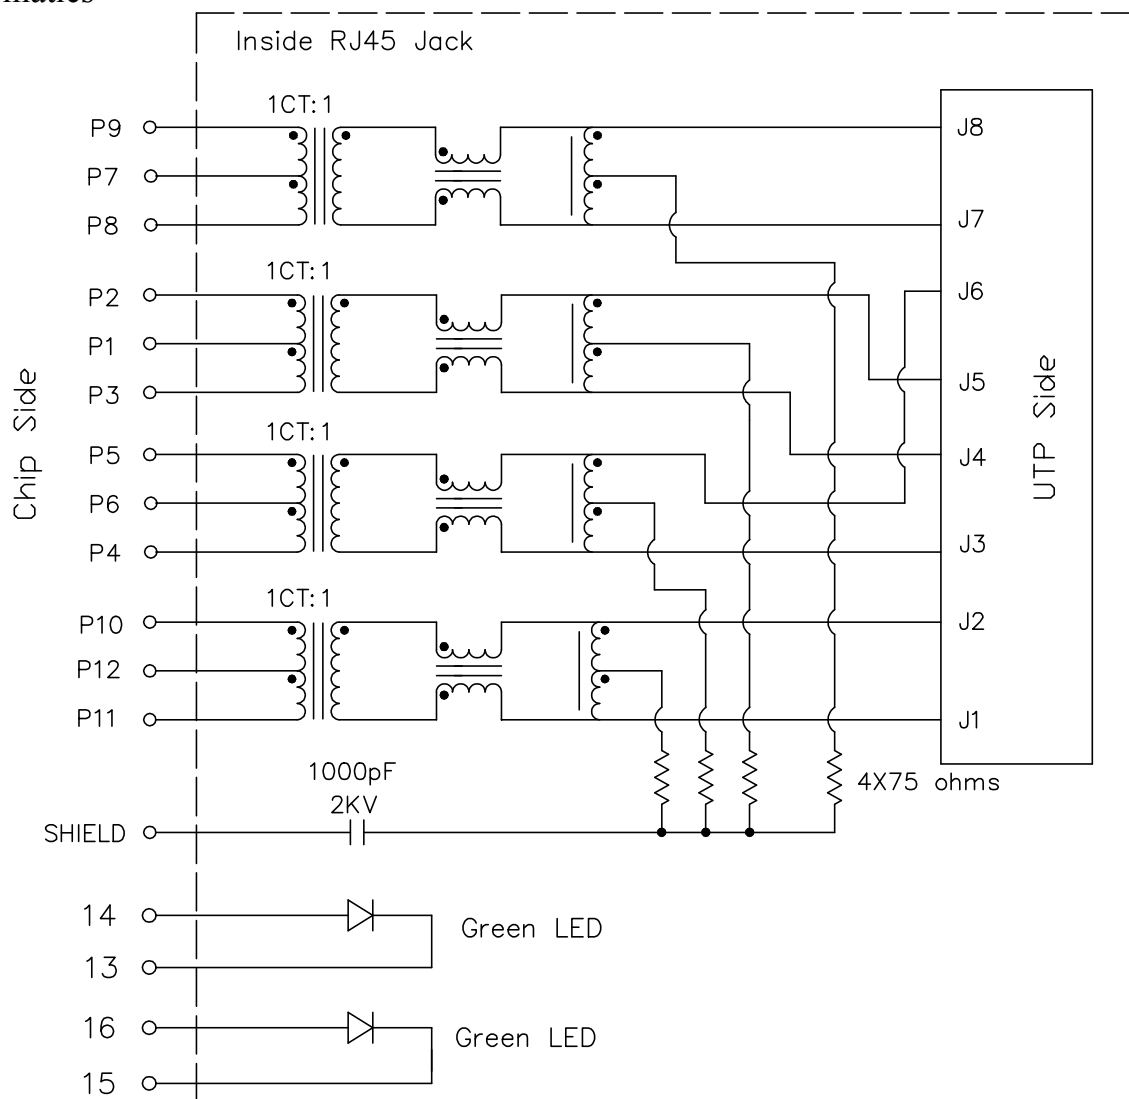 Inside RJ45 Jack
1CT:1
P9
J8
P7
P8
J7
1CT:1
P2
J6
P1
J5
P3
1CT:1
P5
J4
P6
P4
J3
1CT:1
P10
J2
P12
P11
J1
Chip Side
UTP Side
1000pF
2KV
4X75 ohms
SHIELD
14
Green LED
13
16
Green LED
15